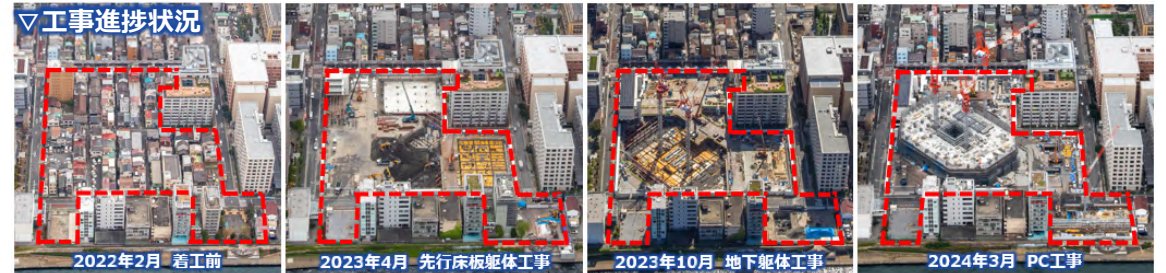 ▽工事進捗状況
2022年2月 着工前
2023年4月 先行床板躯体工事
2023年10月 地下躯体工事
2024年3月 PC工事